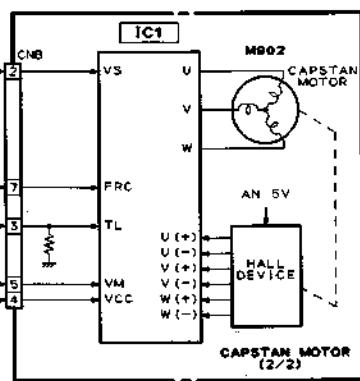 IC1
CNB
M902
2
VS
U
CAPSTAN
MOTOR
V
W
7
FRC
AN 5V
3
TL
U(+)
U(-)
V(+)
HALL
DEVICE
5
VM
V(-)
4
VCC
W(+)
W(-)
CAPSTAN MOTOR
(2/2)